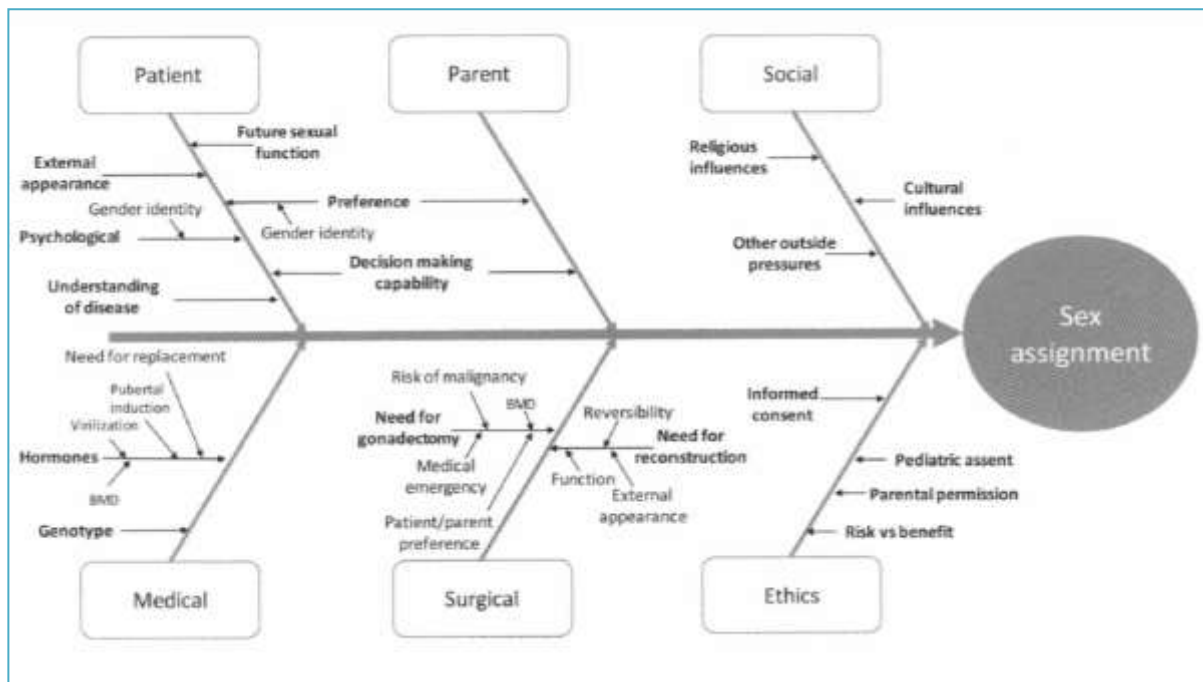 Patient
Parent
Social
Future sexual
function
External
appearance
Gender identity
Psychological
Preference
Gender identity
Decision making
capability
Understanding
of disease
Religious
influences
Cultural
influences
Other outside
pressures
Sex
assignment
Need for replacement
Pubertal
induction
Virilization
Hormones
BMD
Genotype
Risk of malignancy
BMD
Need for
gonadectomy
Medical
emergency
Patient/parent
preference
Reversibility
Need for
reconstruction
Function
External
appearance
Informed
consent
Pediatric assent
Parental permission
Risk vs benefit
Medical
Surgical
Ethics